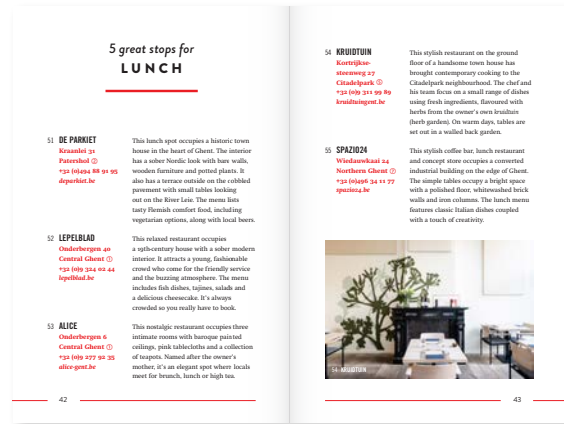 5 great stops for
LUNCH
51 DE PARKIET
Kraanlei 31
Patershol ②
+32 (0)494 88 91 95
deparkiet.be
This lunch spot occupies a historic town
house in the heart of Ghent. The interior
has a sober Nordic look with bare walls,
wooden furniture and potted plants. It
also has a terrace outside on the cobbled
pavement with small tables looking
out on the River Leie. The menu lists
tasty Flemish comfort food, including
vegetarian options, along with local beers.
52 LEPELBLAD
Onderbergen 40
Central Ghent ①
+32 (0)9 324 02 44
lepelblad.be
This relaxed restaurant occupies
a 19th-century house with a sober modern
interior. It attracts a young, fashionable
crowd who come for the friendly service
and the buzzing atmosphere. The menu
includes fish dishes, tajines, salads and
a delicious cheesecake. It's always
crowded so you really have to book.
53 ALICE
Onderbergen 6
Central Ghent ①
+32 (0)9 277 92 35
alice-gent.be
This nostalgic restaurant occupies three
intimate rooms with baroque painted
ceilings, pink tablecloths and a collection
of teapots. Named after the owner's
mother, it's an elegant spot where locals
meet for brunch, lunch or high tea.
42
54 KRUIDTUIN
Kortrijkse-
steenweg 27
Citadelpark
+32 (0)9 311 99 89
kruidtuingent.be
This stylish restaurant on the ground
floor of a handsome town house has
brought contemporary cooking to the
Citadelpark neighbourhood. The chef and
his team focus on a small range of dishes
using fresh ingredients, flavoured with
herbs from the owner's own kruidtuin
(herb garden). On warm days, tables are
set out in a walled back garden.
55 SPAZIO24
Wiedauwkaai 24
Northern Ghent ⑦
+32 (0)496 34 11 77
spazio24.be
This stylish coffee bar, lunch restaurant
and concept store occupies a converted
industrial building on the edge of Ghent.
The simple tables occupy a bright space
with a polished floor, whitewashed brick
walls and iron columns. The lunch menu
features classic Italian dishes coupled
with a touch of creativity.
54 KRUIDTUIN
43